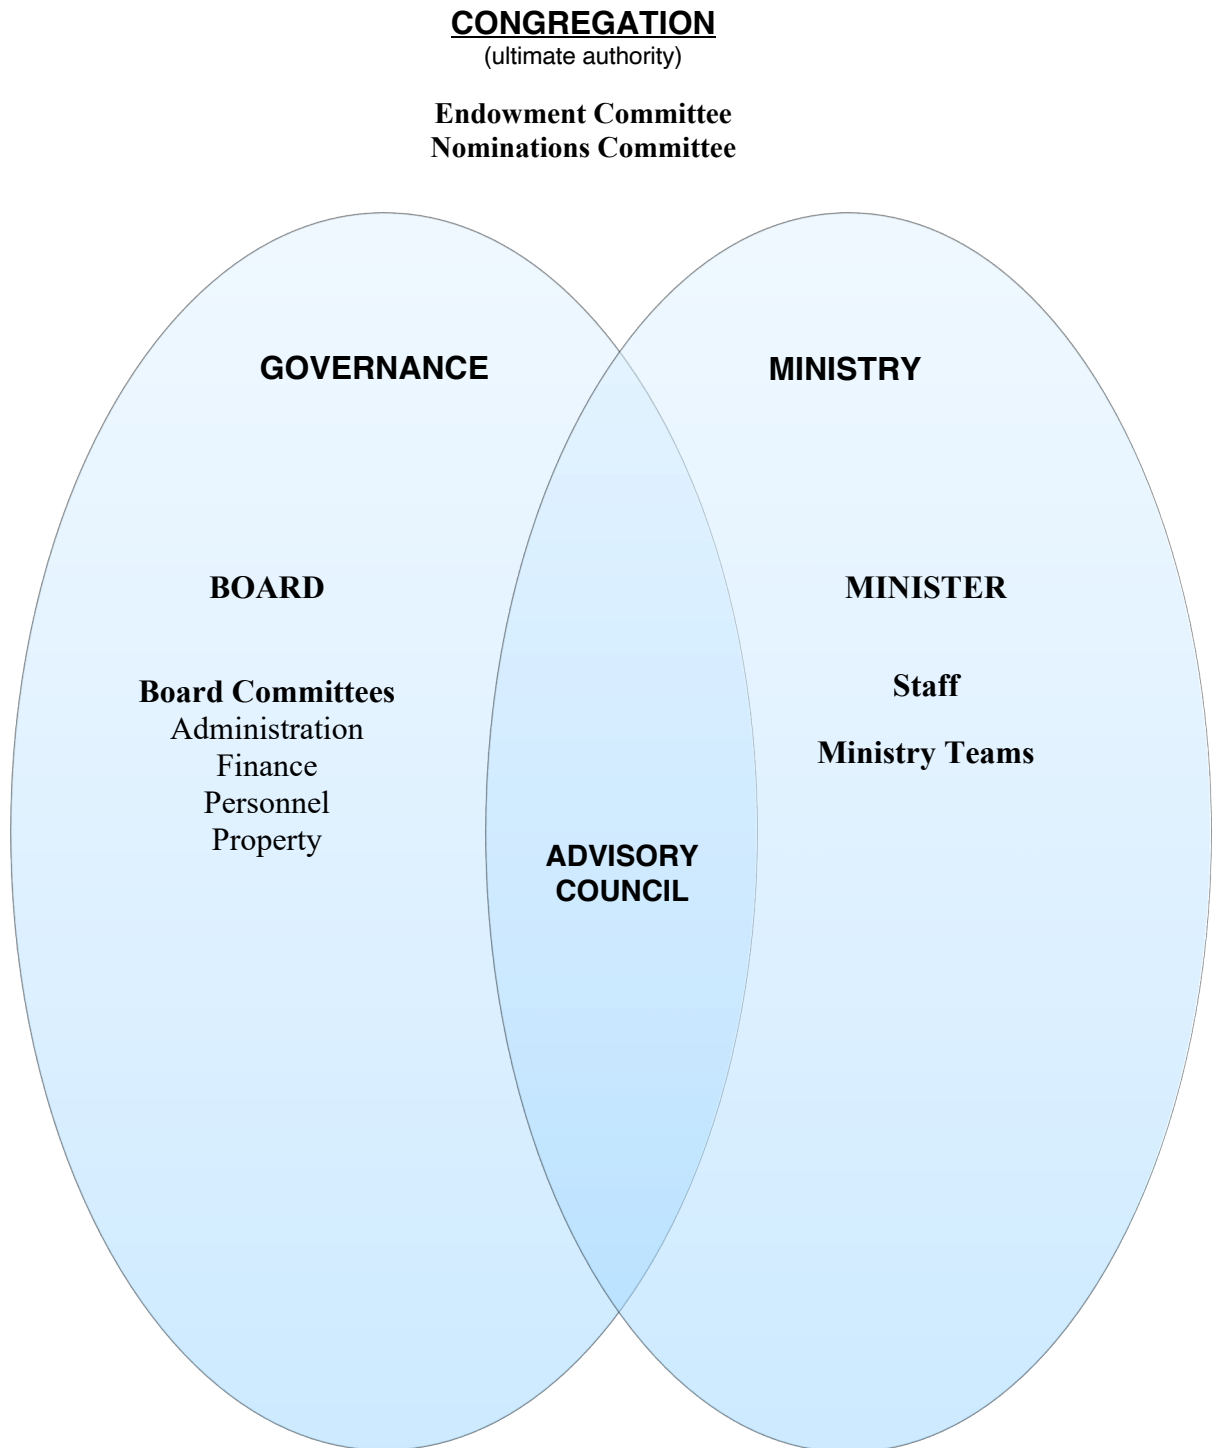 CONGREGATION
(ultimate authority)
Endowment Committee
Nominations Committee
GOVERNANCE
MINISTRY
BOARD
MINISTER
Board Committees
Administration
Finance
Personnel
Property
Staff
Ministry Teams
ADVISORY
COUNCIL